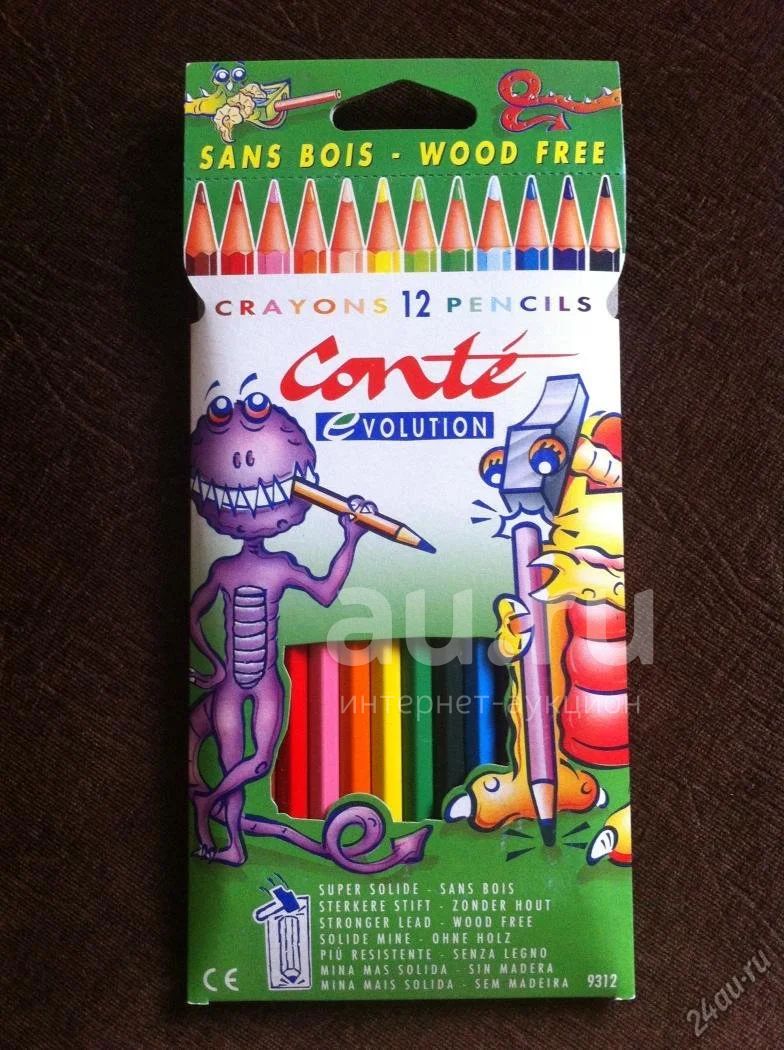 SANS BOIS - WOOD FREE
CRAYONS 12 PENCILS
Conté
eVOLUTION
au.ru
интернет-аукцион
SUPER SOLIDE - SANS BOIS
STERKERE STIFT - ZONDER HOUT
STRONGER LEAD - WOOD FREE
SOLIDE MINE - OHNE HOLZ
PIÙ RESISTENTE - SENZA LEGNO
MINA MAS SOLIDA - SIN MADERA
MINA MAIS SOLIDA - SEM MADEIRA
CE
9312
24au.ru